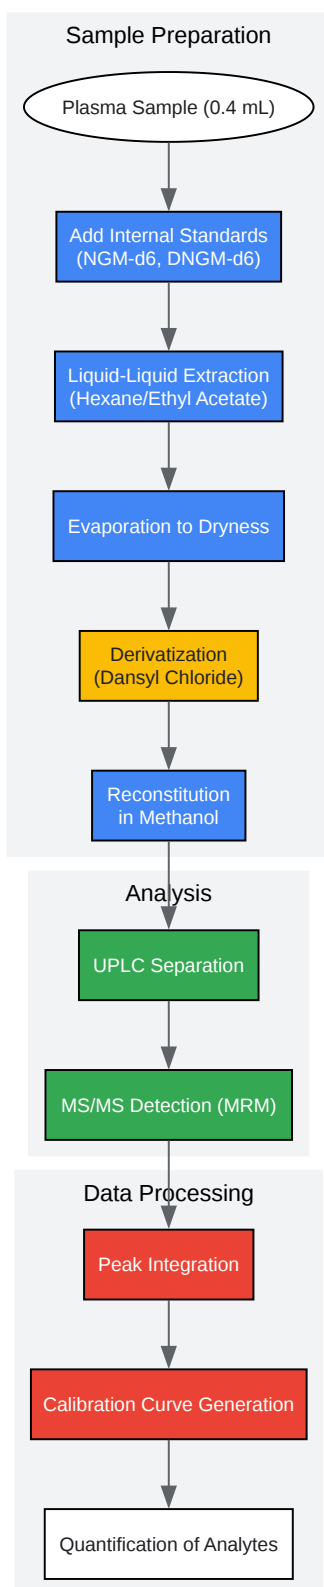 Sample Preparation
Plasma Sample (0.4 mL)
Add Internal Standards
(NGM-d6, DNGM-d6)
Liquid-Liquid Extraction
(Hexane/Ethyl Acetate)
Evaporation to Dryness
Derivatization
(Dansyl Chloride)
Reconstitution
in Methanol
Analysis
UPLC Separation
MS/MS Detection (MRM)
Data Processing
Peak Integration
Calibration Curve Generation
Quantification of Analytes